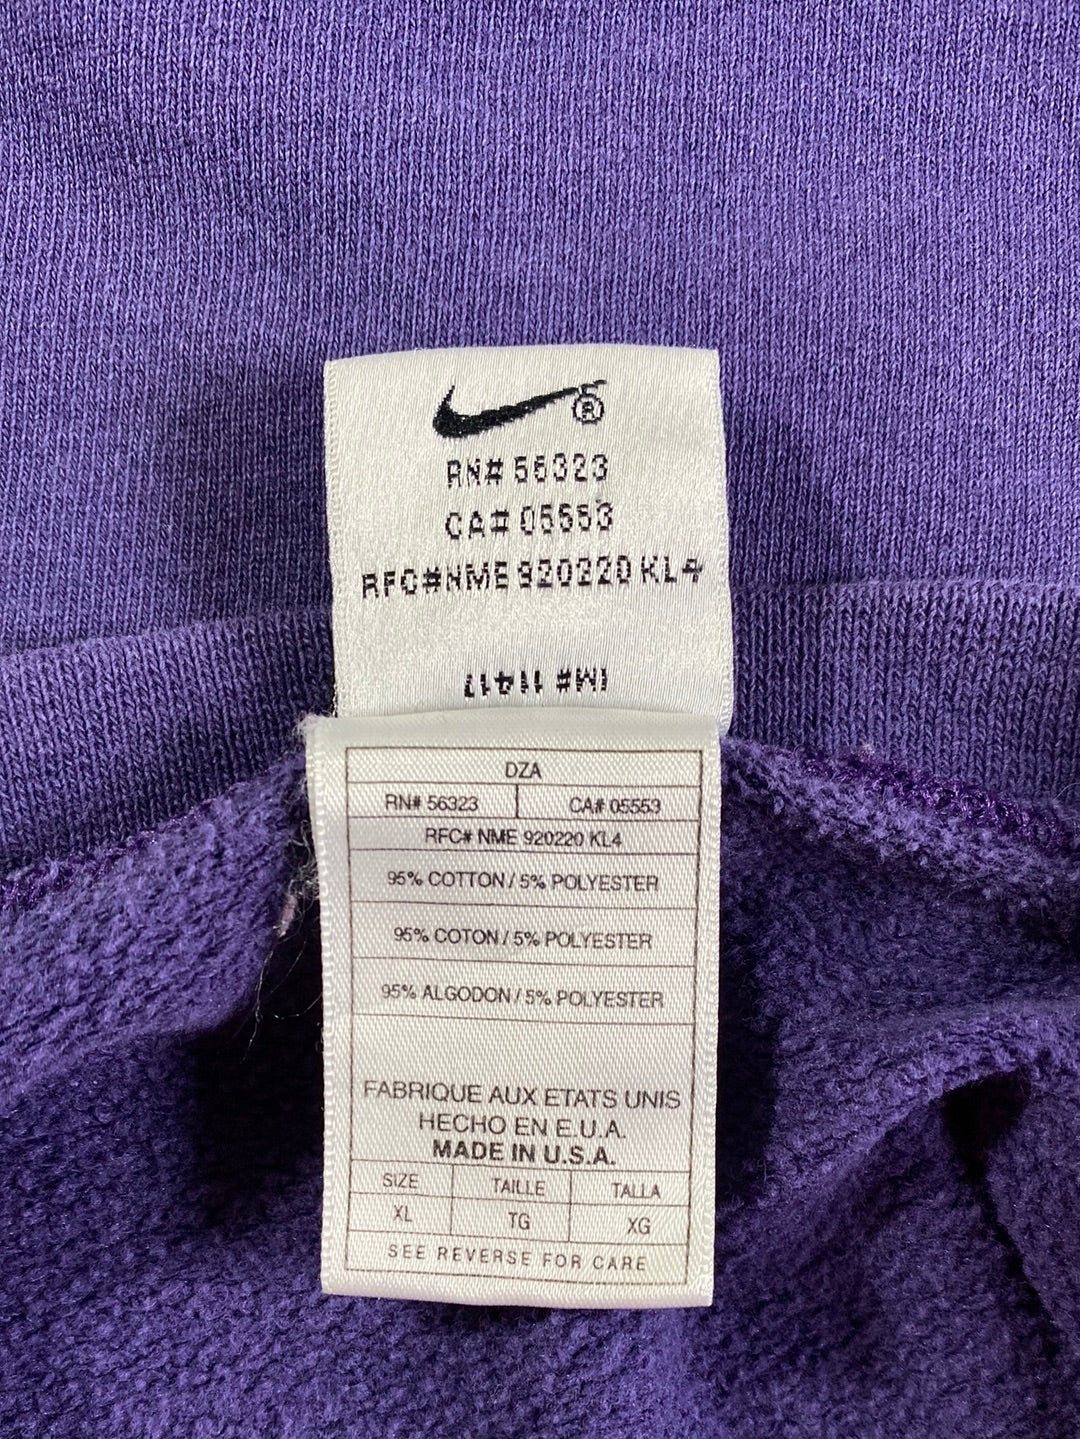 ®
RN# 56323
CA# 05553
RFC#NME 920220 KL4
IM# 11417
DZA
RN# 56323 CA# 05553
RFC# NME 920220 KL4
95% COTTON / 5% POLYESTER
95% COTON / 5% POLYESTER
95% ALGODON / 5% POLYESTER
FABRIQUE AUX ETATS UNIS
HECHO EN E.U.A.
MADE IN U.S.A.
SIZE TAILLE TALLA
XL TG XG
SEE REVERSE FOR CARE